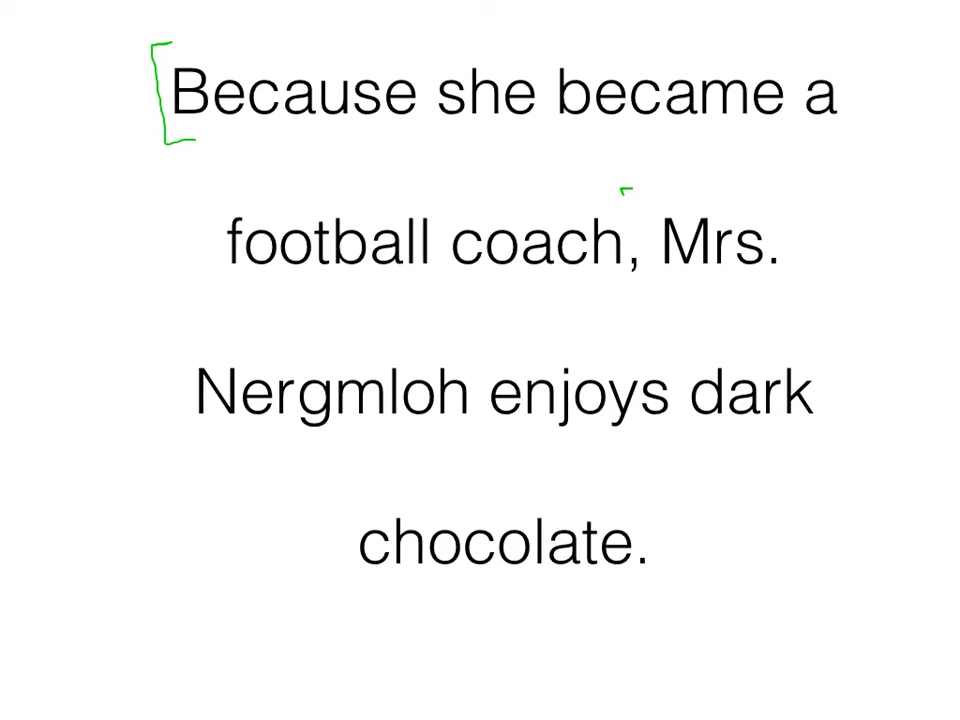 Because she became a
football coach, Mrs.
Nergmloh enjoys dark
chocolate.